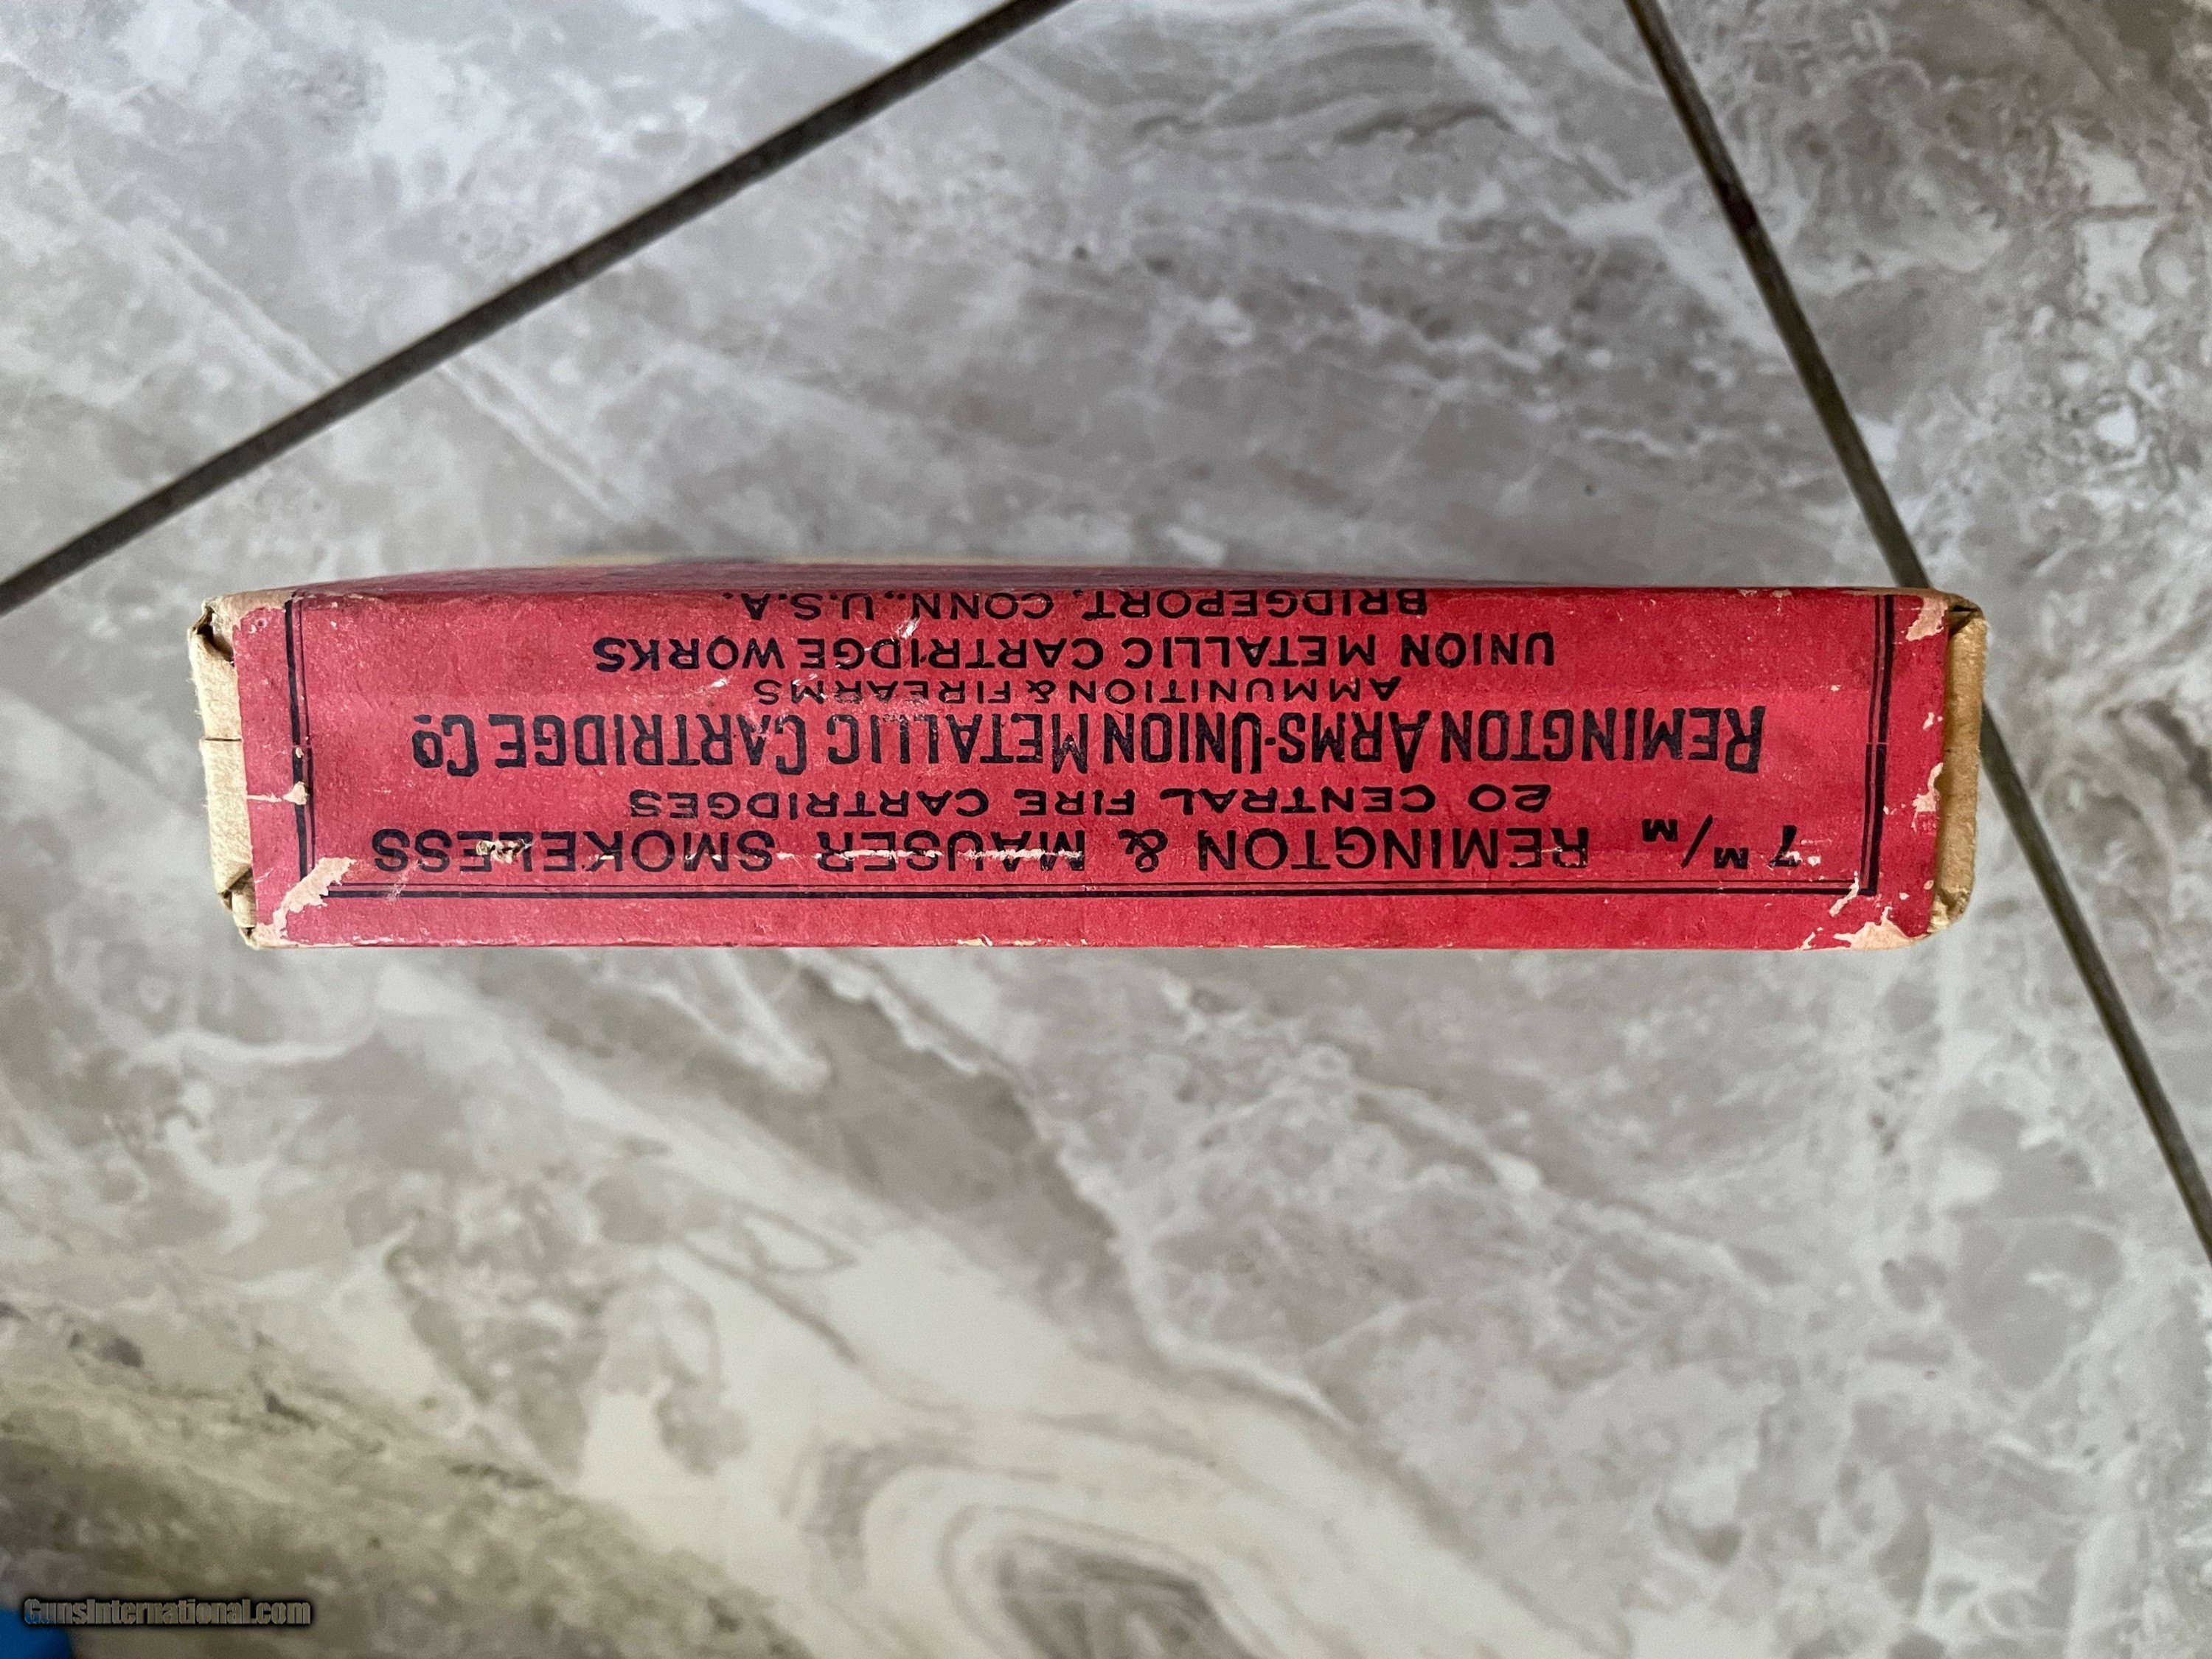 7 M/M REMINGTON & MAUSER SMOKELESS
20 CENTRAL FIRE CARTRIDGES
REMINGTON ARMS-UNION METALLIC CARTRIDGE CO.
AMMUNITION & FIREARMS
UNION METALLIC CARTRIDGE WORKS
BRIDGEPORT, CONN., U.S.A.
GunsInternational.com